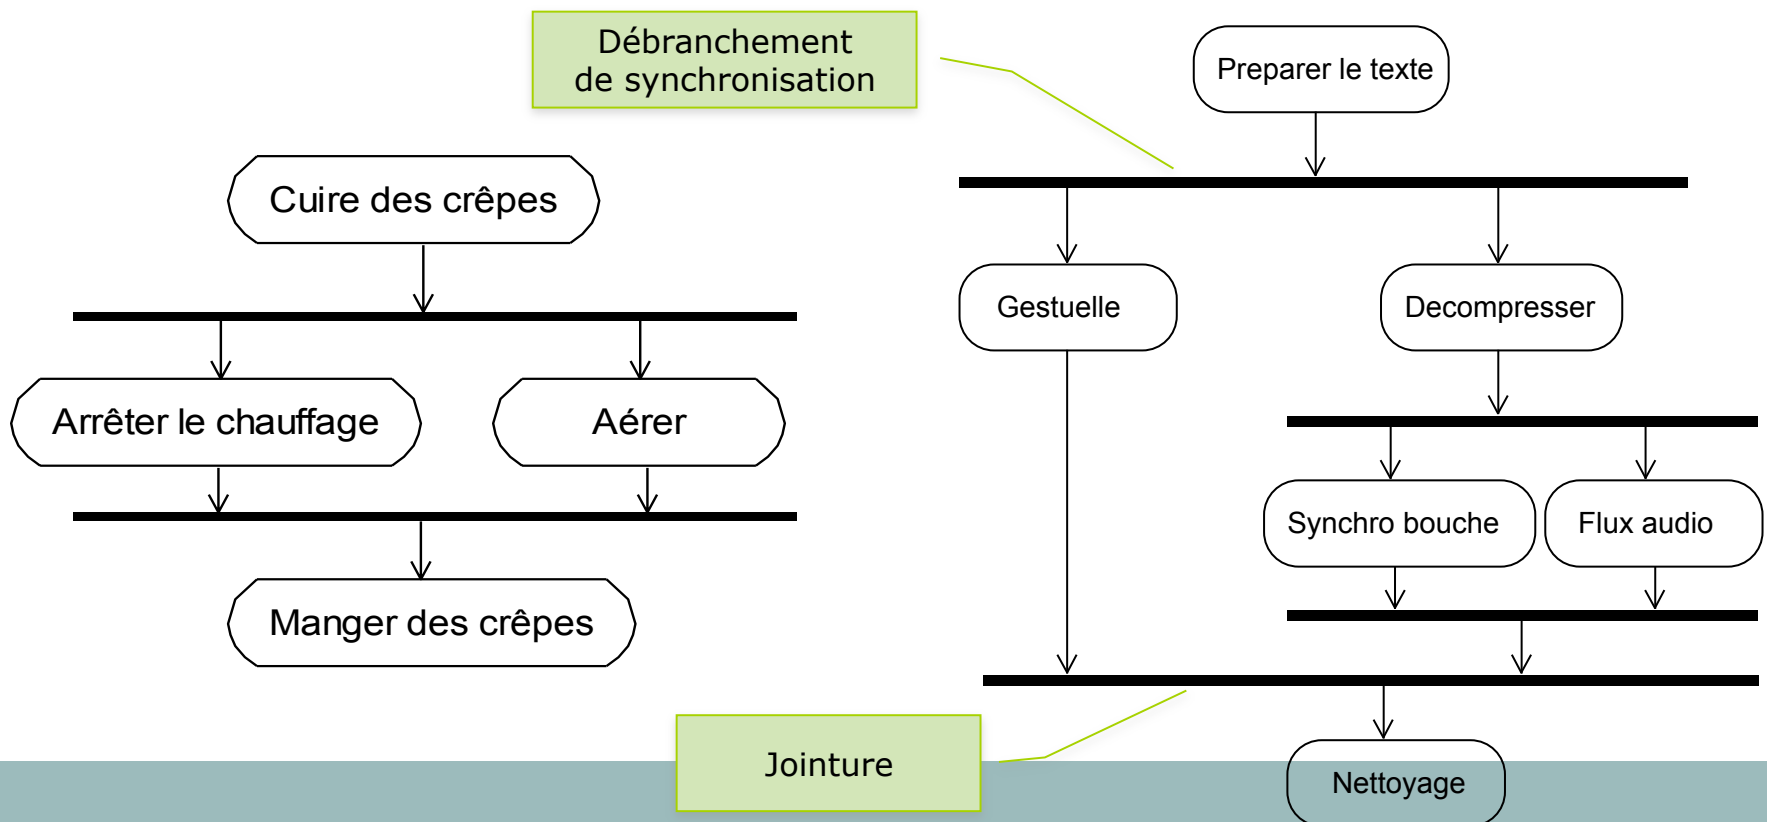 Débranchement
de synchronisation
Preparer le texte
Cuire des crêpes
Gestuelle
Decompresser
Arrêter le chauffage
Aérer
Synchro bouche
Flux audio
Manger des crêpes
Jointure
Nettoyage